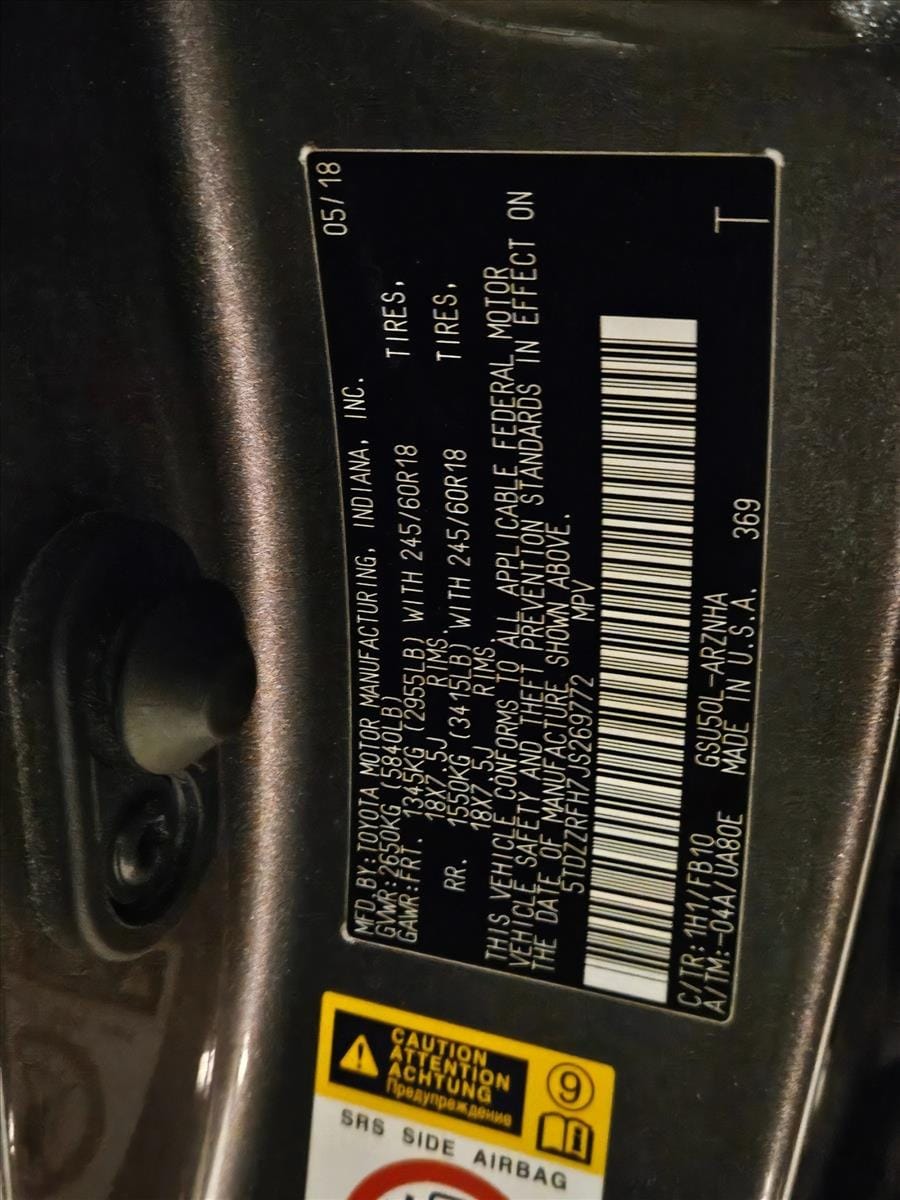 05/18
MFD. BY: TOYOTA MOTOR MANUFACTURING, INDIANA, INC.
GVWR: 2650KG (5840LB)
GAWR: FRT. 1345KG (2955LB) WITH 245/60R18 TIRES,
18X7.5J RIMS.
RR. 1550KG (3415LB) WITH 245/60R18 TIRES,
18X7.5J RIMS
THIS VEHICLE CONFORMS TO ALL APPLICABLE FEDERAL MOTOR
VEHICLE SAFETY AND THEFT PREVENTION STANDARDS IN EFFECT ON
THE DATE OF MANUFACTURE SHOWN ABOVE.
5TDZZRFH7JS269772 MPV
C/TR: 1H1/FB10 GSU50L-ARZNHA 369
A/TM:-04A/UA80E MADE IN U.S.A.
T
CAUTION
ATTENTION
ACHTUNG
Предупреждение
9
i
SRS SIDE AIRBAG